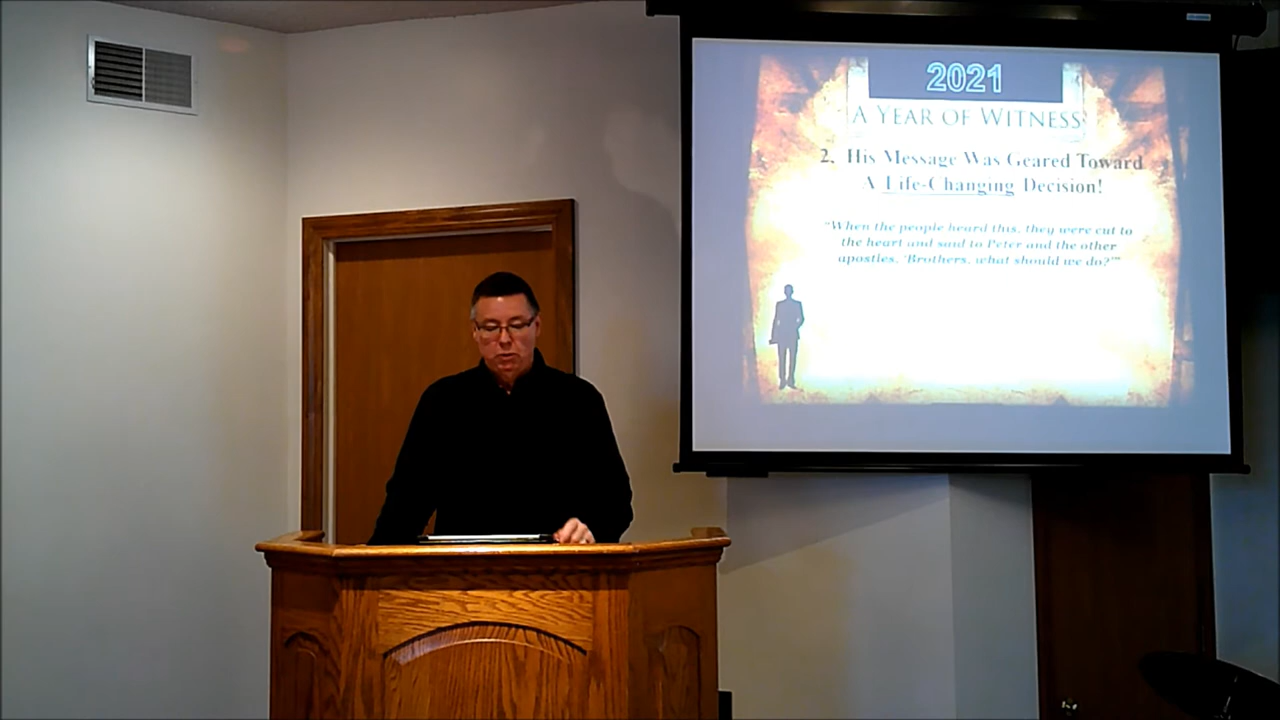 2021
A YEAR OF WITNESS
2. His Message Was Geared Toward
A Life-Changing Decision!
"When the people heard this, they were cut to
the heart and said to Peter and the other
apostles, 'Brothers, what should we do?'"